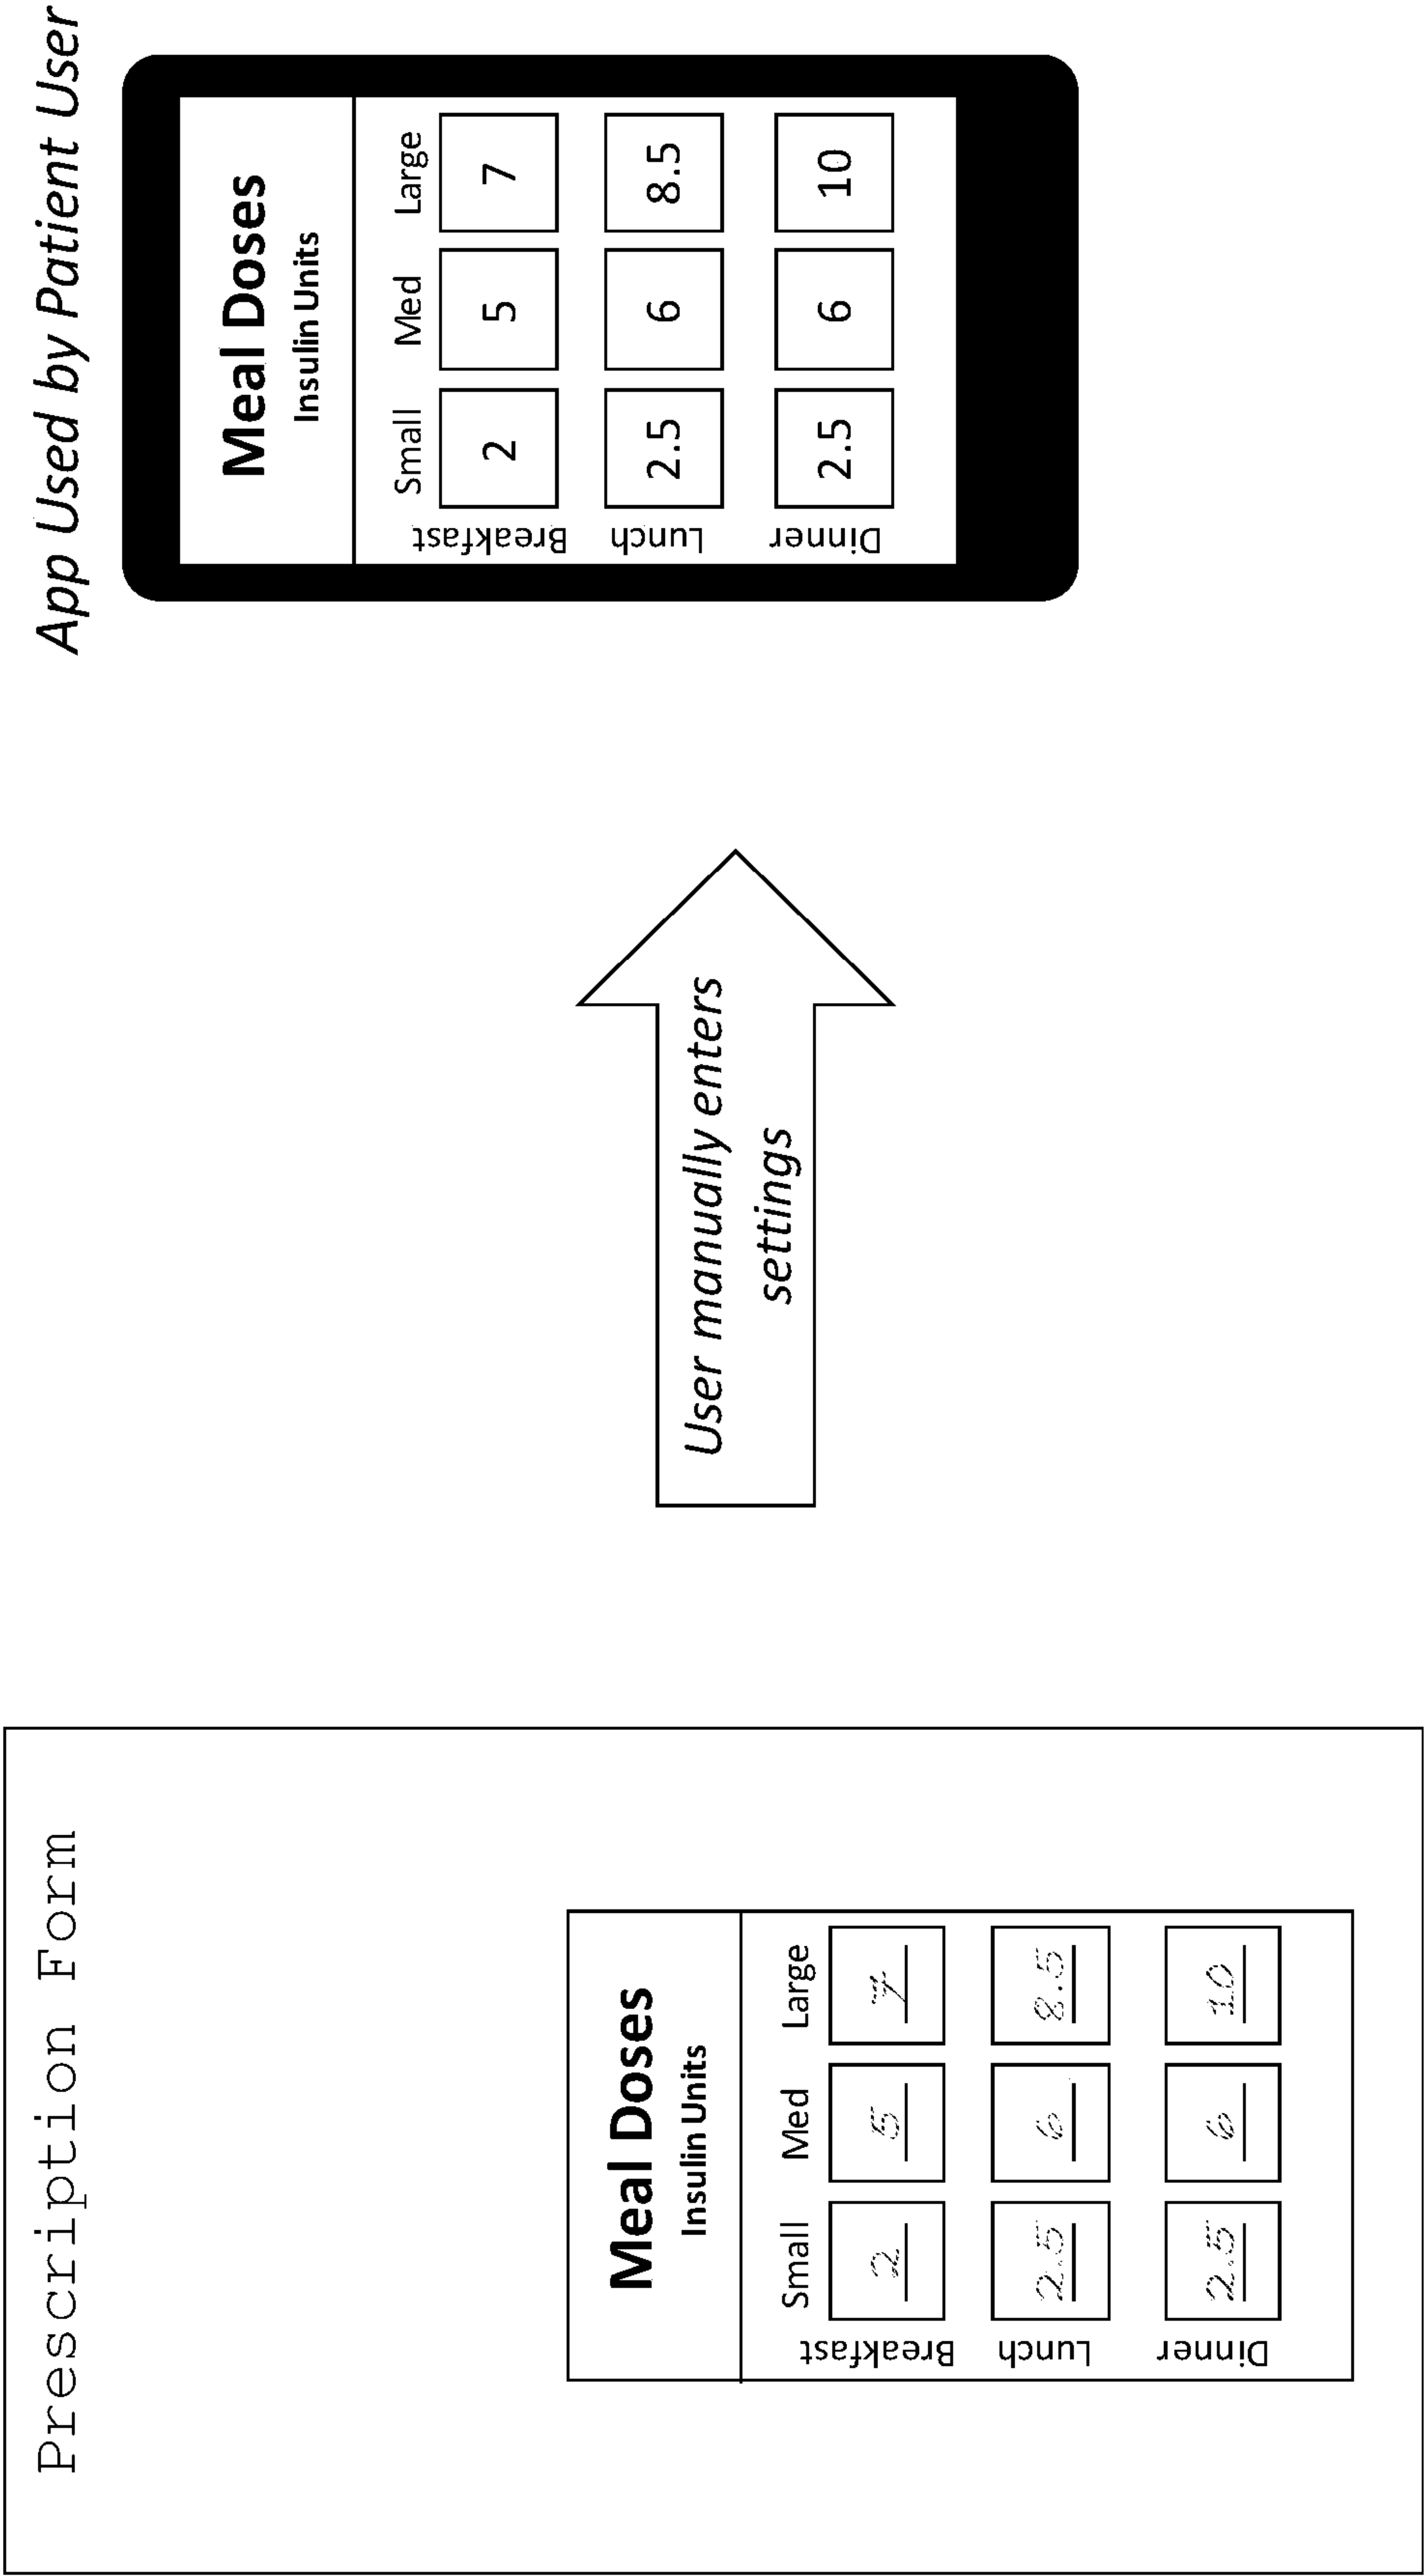 Prescription Form
Meal Doses
Insulin Units
Small Med Large
Breakfast 2 5 7
Lunch 2.5 6 8.5
Dinner 2.5 6 10
User manually enters
settings
App Used by Patient User
Meal Doses
Insulin Units
Small Med Large
Breakfast 2 5 7
Lunch 2.5 6 8.5
Dinner 2.5 6 10